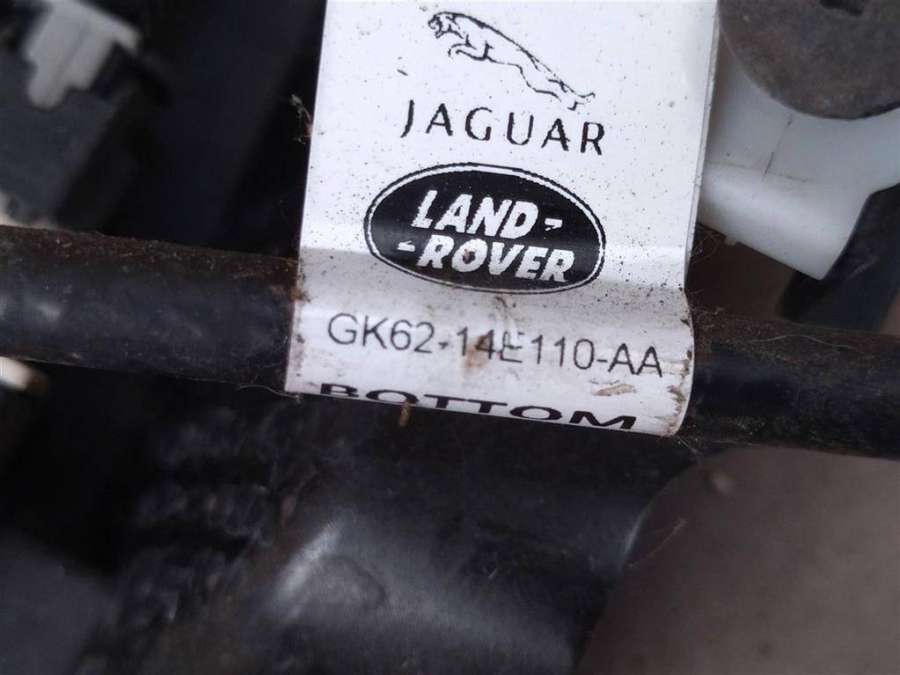 JAGUAR
LAND-
-ROVER
GK62-14E110-AA
BOTTOM